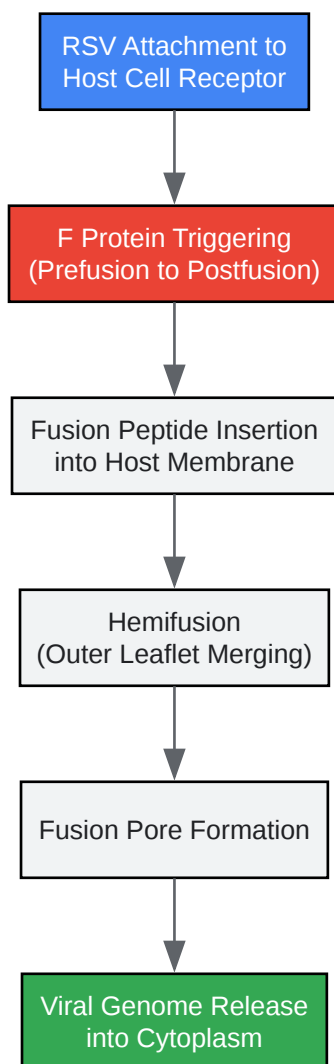 RSV Attachment to
Host Cell Receptor
F Protein Triggering
(Prefusion to Postfusion)
Fusion Peptide Insertion
into Host Membrane
Hemifusion
(Outer Leaflet Merging)
Fusion Pore Formation
Viral Genome Release
into Cytoplasm